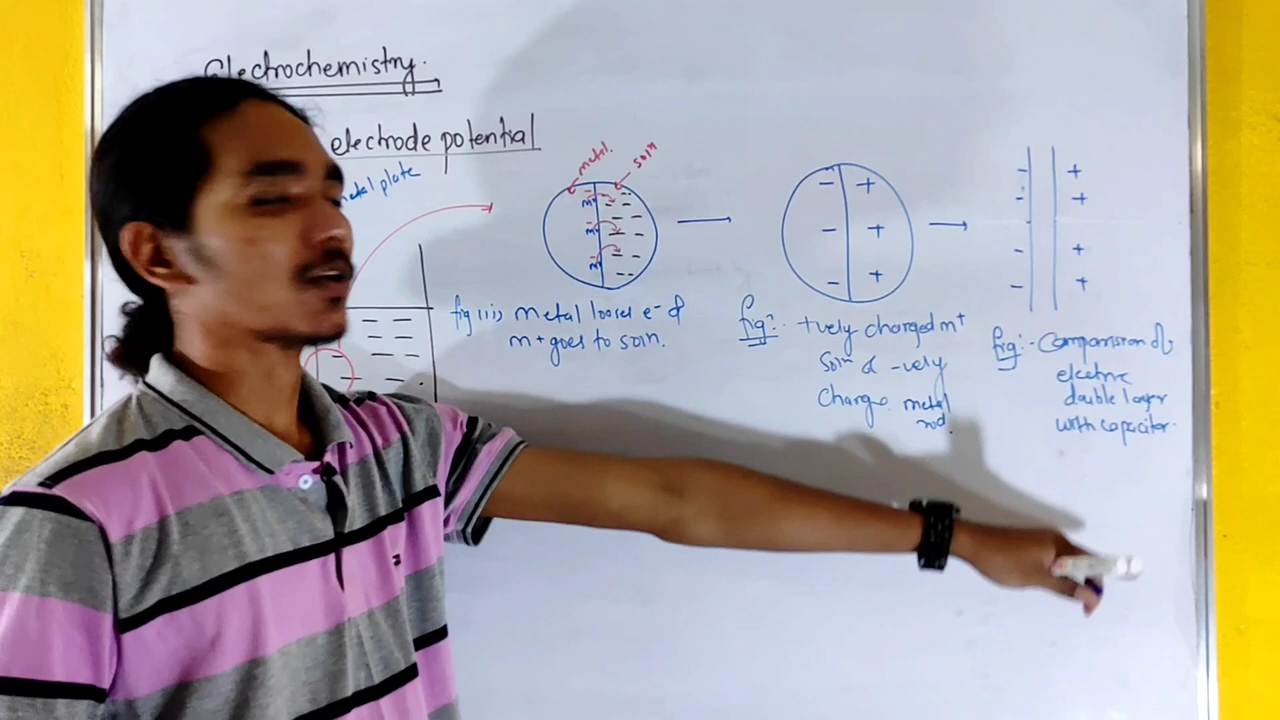 Electrochemistry.
electrode potential
metal plate
metal.
solⁿ
fig (i) metal looses e⁻ &
m+ goes to soln.
fig:-
+vely charged m⁺
solⁿ & -vely
charge metal
rod.
fig:- Comparison of
electric
double layer
with capacitor.